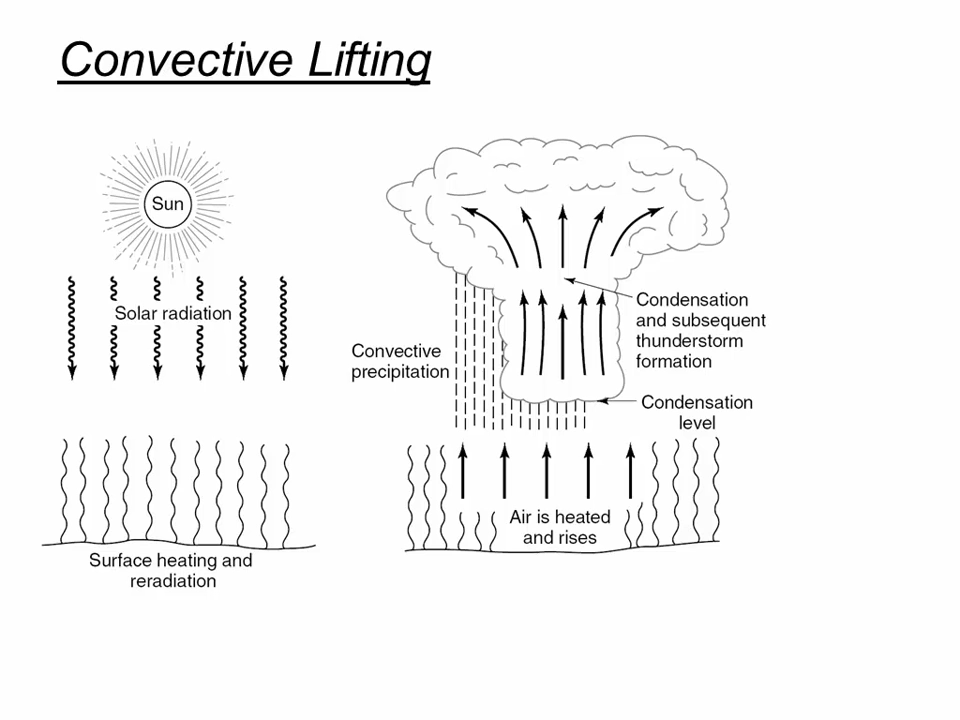 Convective Lifting
Sun
Solar radiation
Surface heating and
reradiation
Convective
precipitation
Condensation
and subsequent
thunderstorm
formation
Condensation
level
Air is heated
and rises